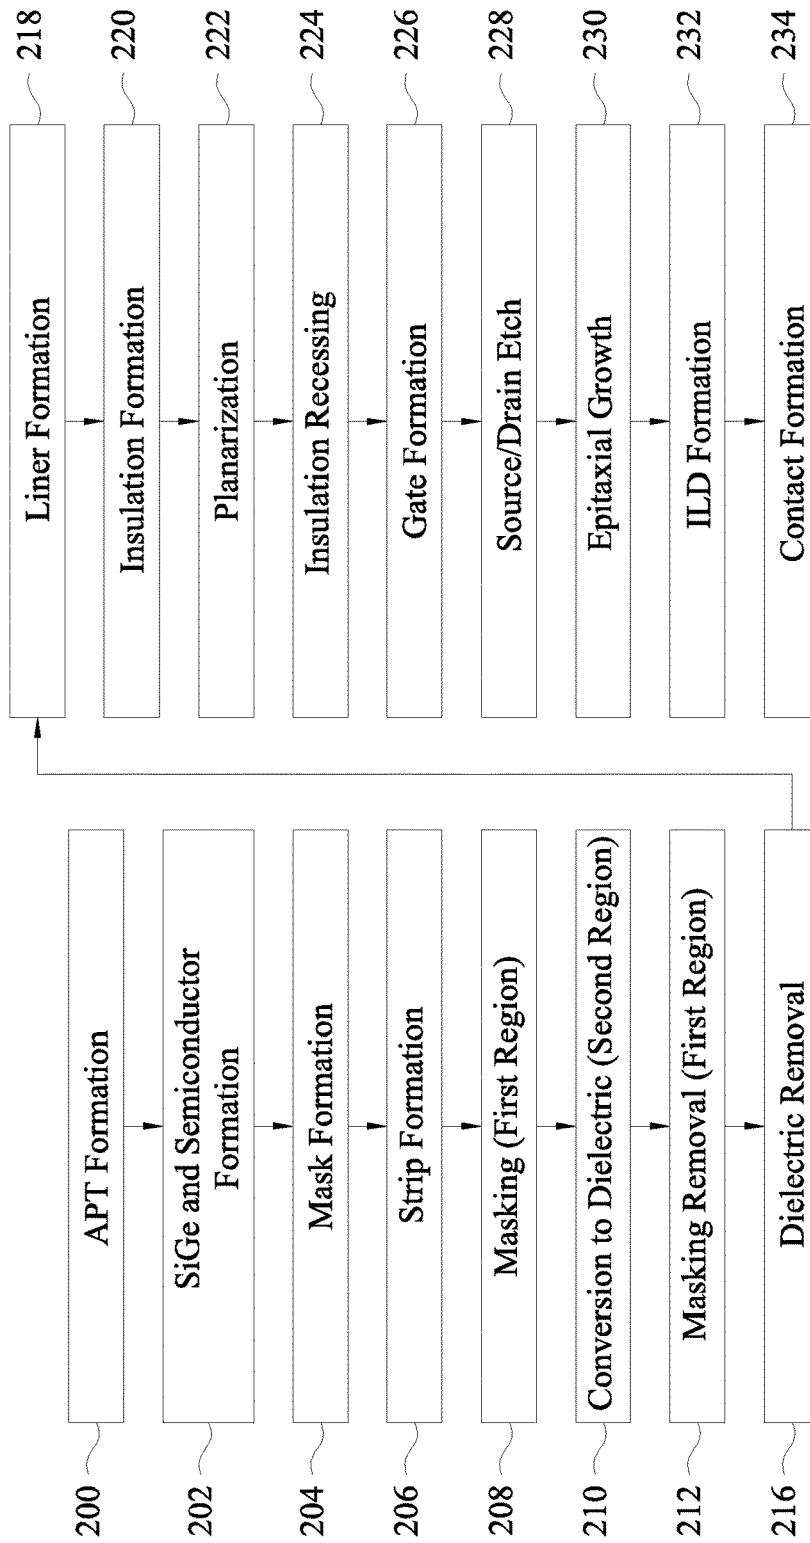 200
APT Formation
202
SiGe and Semiconductor
Formation
204
Mask Formation
206
Strip Formation
208
Masking (First Region)
210
Conversion to Dielectric (Second Region)
212
Masking Removal (First Region)
216
Dielectric Removal
Liner Formation
218
Insulation Formation
220
Planarization
222
Insulation Recessing
224
Gate Formation
226
Source/Drain Etch
228
Epitaxial Growth
230
ILD Formation
232
Contact Formation
234